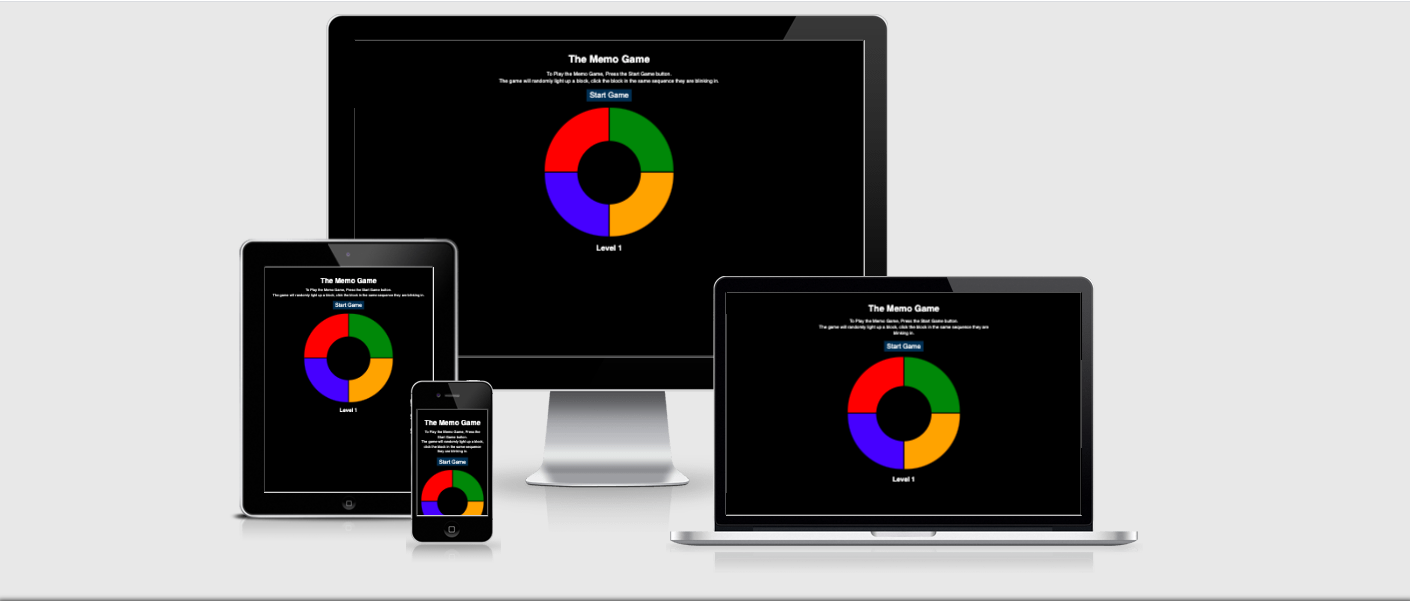 The Memo Game
To Play the Memo Game, Press the Start Game button.
The game will randomly light up a block, click the block in the same sequence they are blinking in.
Start Game
Level 1
The Memo Game
To Play the Memo Game, Press the Start Game button.
The game will randomly light up a block, click the block in the same sequence they are blinking in.
Start Game
Level 1
The Memo Game
To Play the Memo Game, Press the
Start Game button.
The game will randomly light up a block,
click the block in the same sequence
they are blinking in.
Start Game
The Memo Game
To Play the Memo Game, Press the Start Game button.
The game will randomly light up a block, click the block in the same sequence they are
blinking in.
Start Game
Level 1